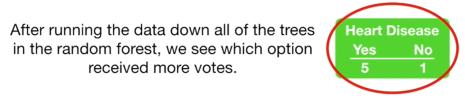 After running the data down all of the trees
in the random forest, we see which option
received more votes.
Heart Disease
Yes No
5 1